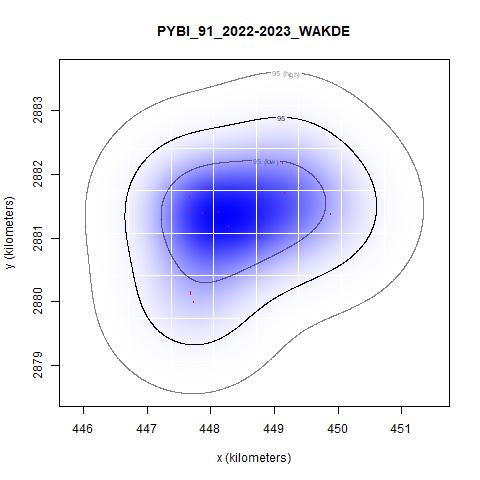 PYBI_91_2022-2023_WAKDE
95 (high)
95
95 (low)
2883
2882
2881
2880
2879
y (kilometers)
446 447 448 449 450 451
x (kilometers)